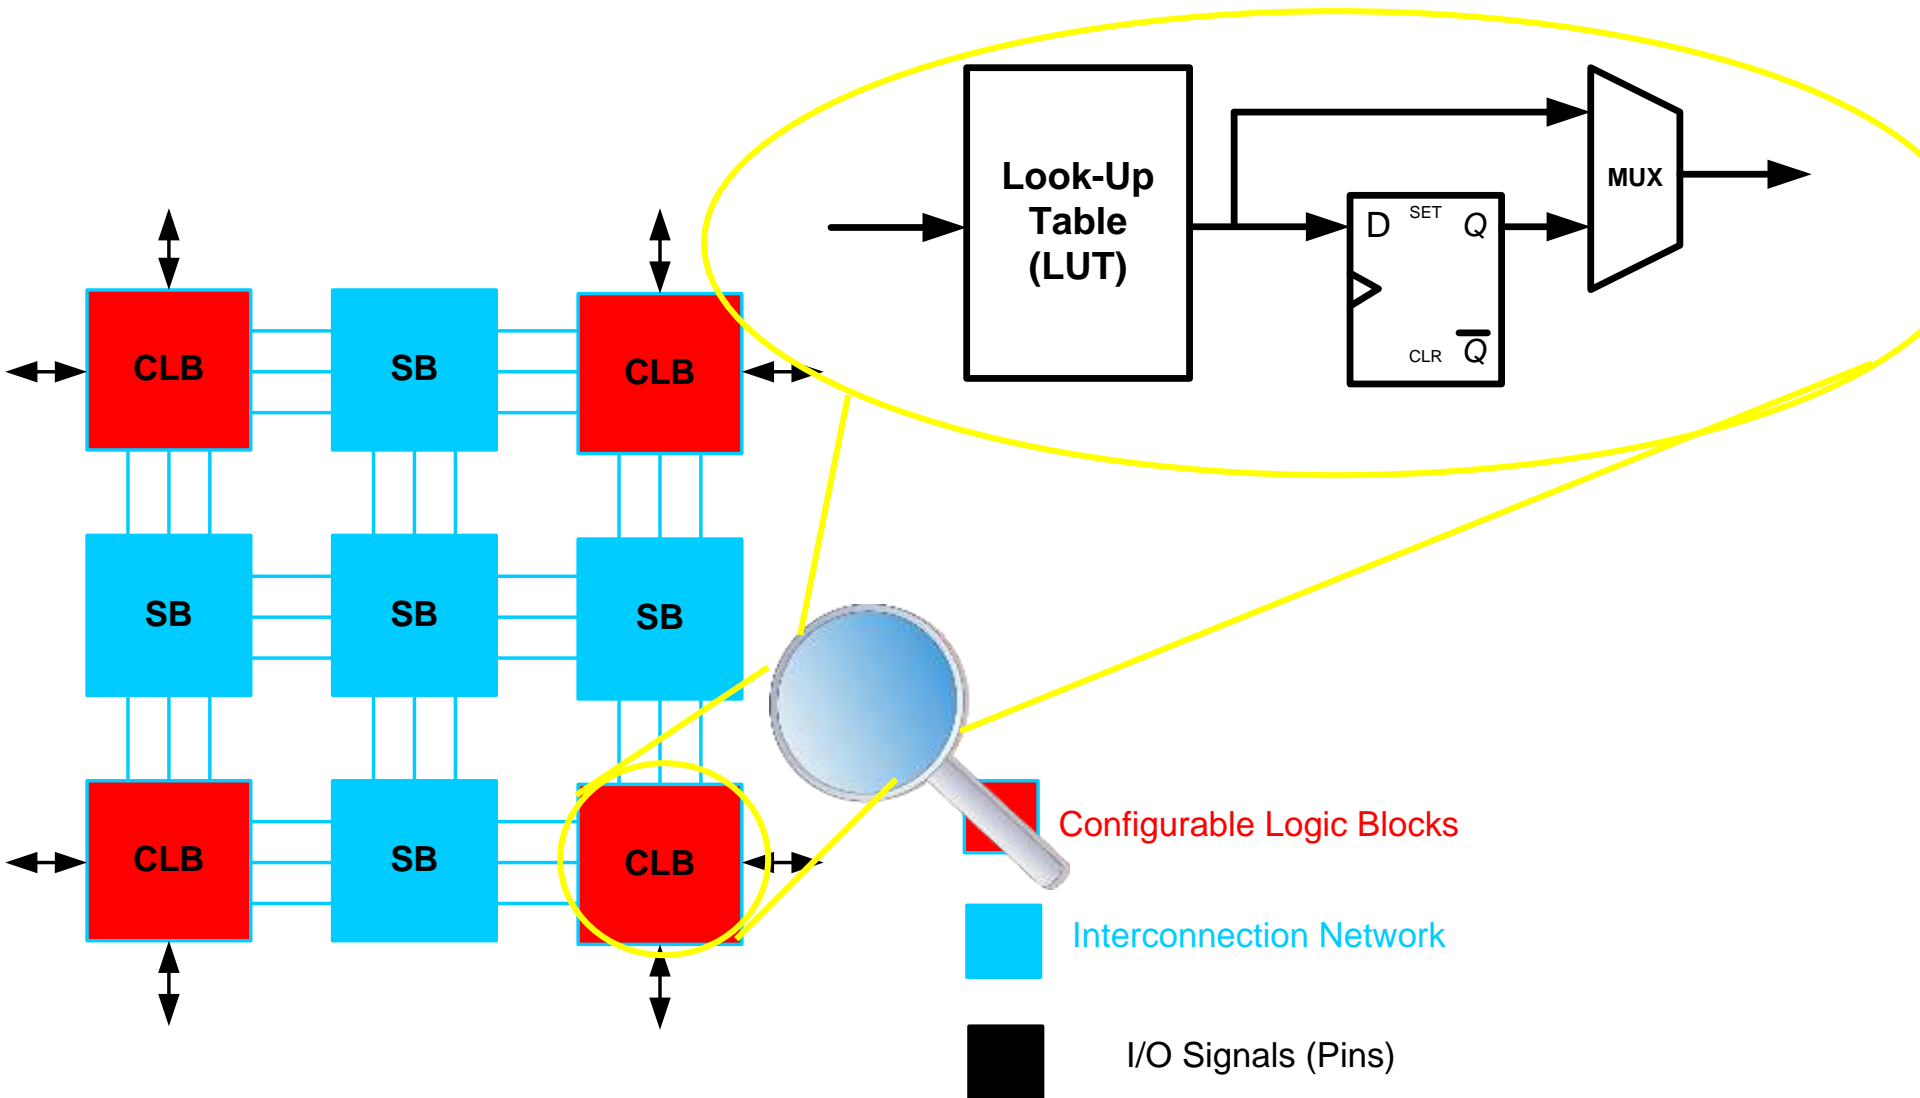 Look-Up
Table
(LUT)
D SET Q
CLR Q̅
MUX
CLB SB CLB
SB SB SB
CLB SB CLB
Configurable Logic Blocks
Interconnection Network
I/O Signals (Pins)